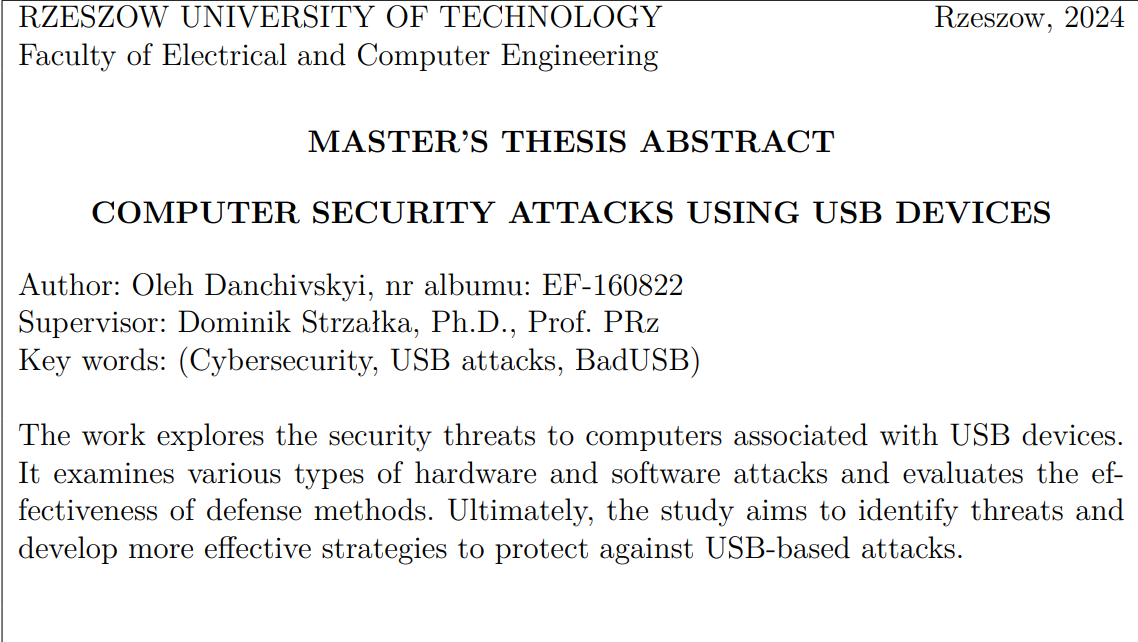 RZESZOW UNIVERSITY OF TECHNOLOGY Rzeszow, 2024
Faculty of Electrical and Computer Engineering
MASTER'S THESIS ABSTRACT
COMPUTER SECURITY ATTACKS USING USB DEVICES
Author: Oleh Danchivskyi, nr albumu: EF-160822
Supervisor: Dominik Strzałka, Ph.D., Prof. PRz
Key words: (Cybersecurity, USB attacks, BadUSB)
The work explores the security threats to computers associated with USB devices.
It examines various types of hardware and software attacks and evaluates the ef-
fectiveness of defense methods. Ultimately, the study aims to identify threats and
develop more effective strategies to protect against USB-based attacks.